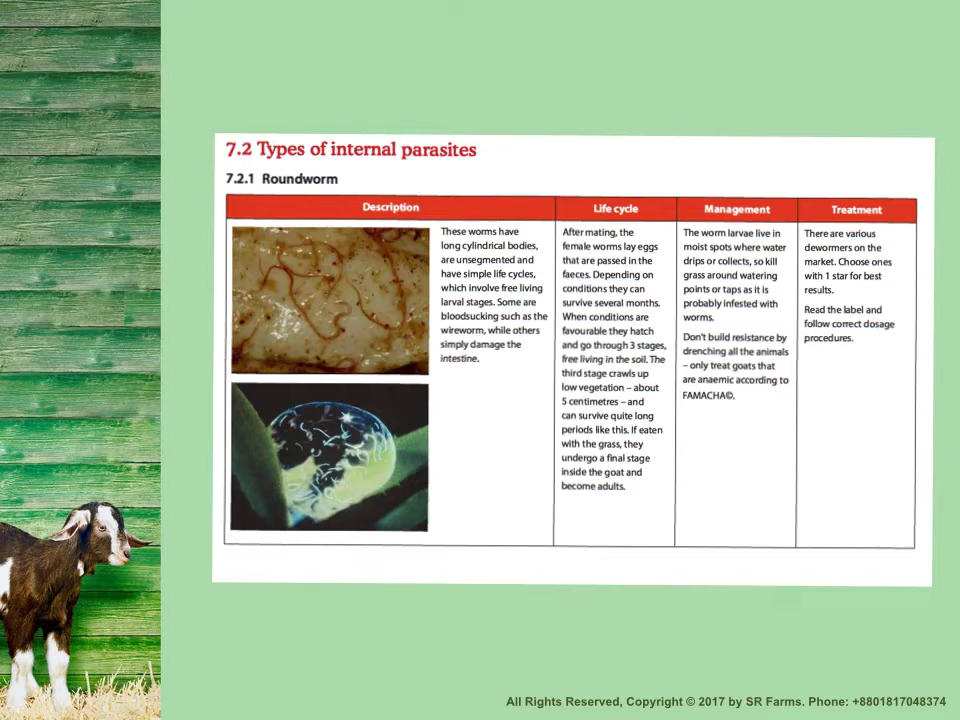 7.2 Types of internal parasites
7.2.1 Roundworm
Description
Life cycle
Management
Treatment
These worms have
long cylindrical bodies,
are unsegmented and
have simple life cycles,
which involve free living
larval stages. Some are
bloodsucking such as the
wireworm, while others
simply damage the
intestine.
After mating, the
female worms lay eggs
that are passed in the
faeces. Depending on
conditions they can
survive several months.
When conditions are
favourable they hatch
and go through 3 stages,
free living in the soil. The
third stage crawls up
low vegetation – about
5 centimetres – and
can survive quite long
periods like this. If eaten
with the grass, they
undergo a final stage
inside the goat and
become adults.
The worm larvae live in
moist spots where water
drips or collects, so kill
grass around watering
points or taps as it is
probably infested with
worms.
Don't build resistance by
drenching all the animals
– only treat goats that
are anaemic according to
FAMACHA©.
There are various
dewormers on the
market. Choose ones
with 1 star for best
results.
Read the label and
follow correct dosage
procedures.
All Rights Reserved, Copyright © 2017 by SR Farms. Phone: +8801817048374